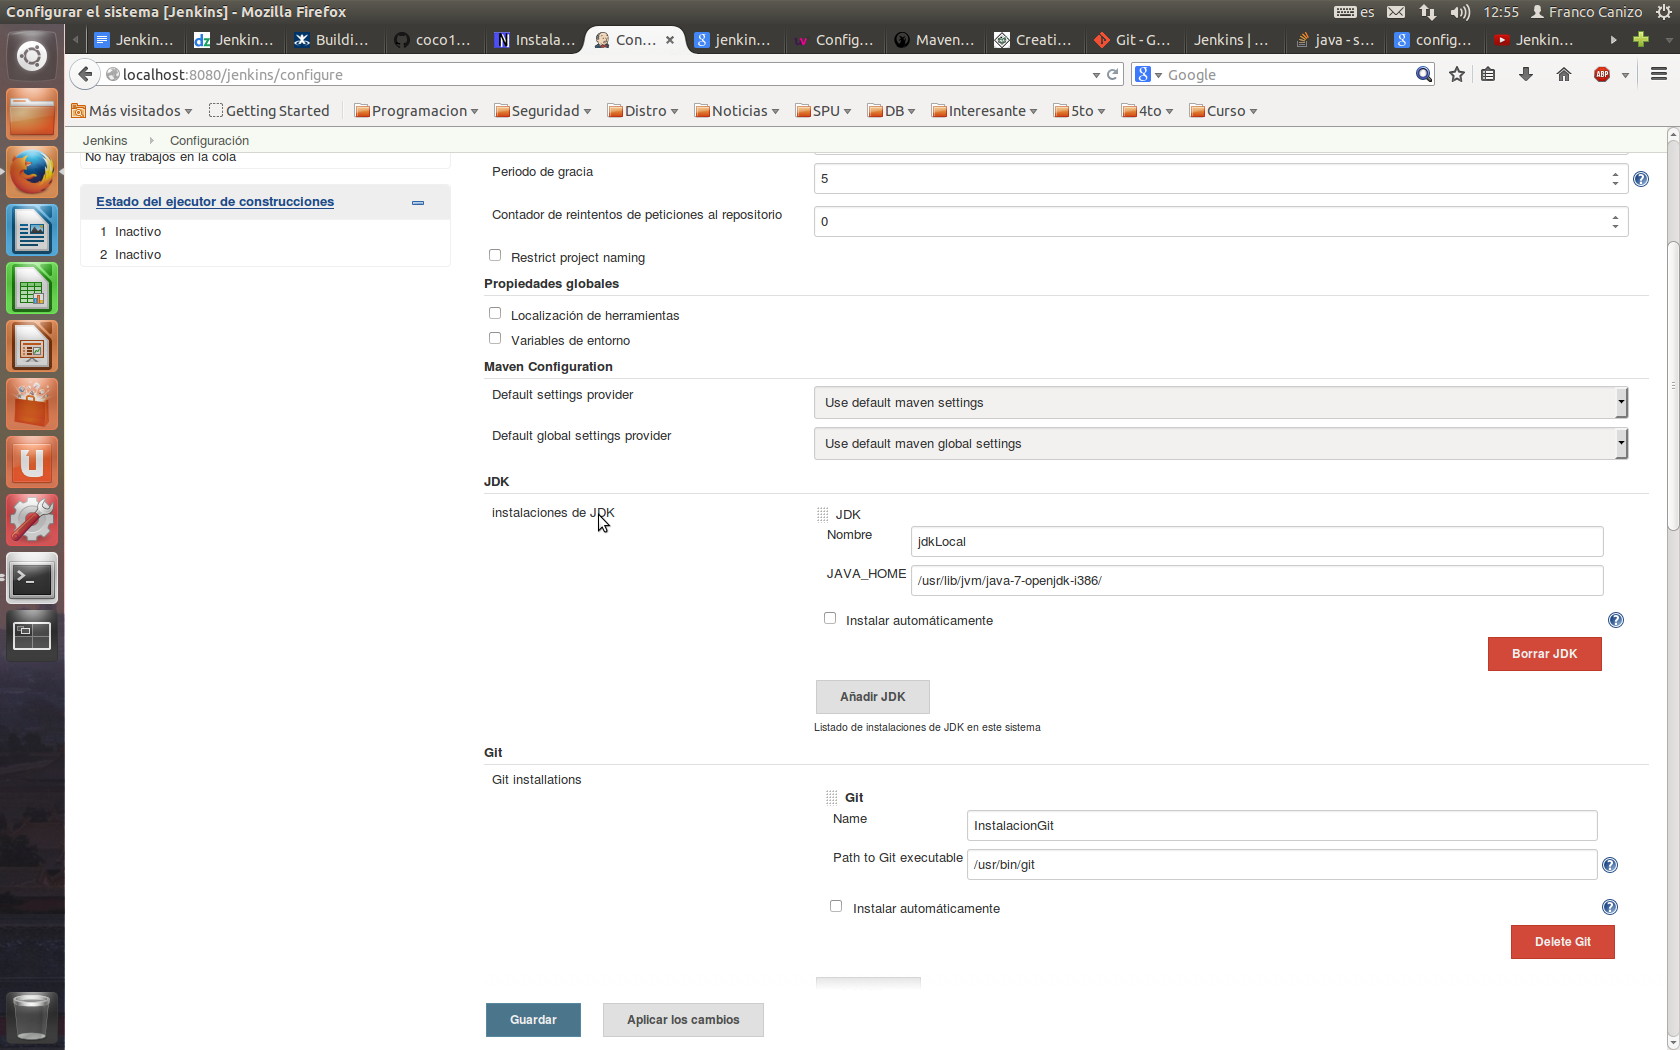 Configurar el sistema [Jenkins] - Mozilla Firefox
es 12:55 Franco Canizo
Jenkin... Jenkin... Buildi... coco1... Instala... Con... jenkin... Config... Maven... Creati... Git - G... Jenkins | ... java - s... config... Jenkin...
localhost:8080/jenkins/configure
Google
ABP
Más visitados Getting Started Programacion Seguridad Distro Noticias SPU DB Interesante 5to 4to Curso
Jenkins Configuración
No hay trabajos en la cola
Estado del ejecutor de construcciones
1 Inactivo
2 Inactivo
Periodo de gracia
5
Contador de reintentos de peticiones al repositorio
0
Restrict project naming
Propiedades globales
Localización de herramientas
Variables de entorno
Maven Configuration
Default settings provider
Use default maven settings
Default global settings provider
Use default maven global settings
JDK
instalaciones de JDK
JDK
Nombre
jdkLocal
JAVA_HOME
/usr/lib/jvm/java-7-openjdk-i386/
Instalar automáticamente
Borrar JDK
Añadir JDK
Listado de instalaciones de JDK en este sistema
Git
Git installations
Git
Name
InstalacionGit
Path to Git executable
/usr/bin/git
Instalar automáticamente
Delete Git
Guardar
Aplicar los cambios